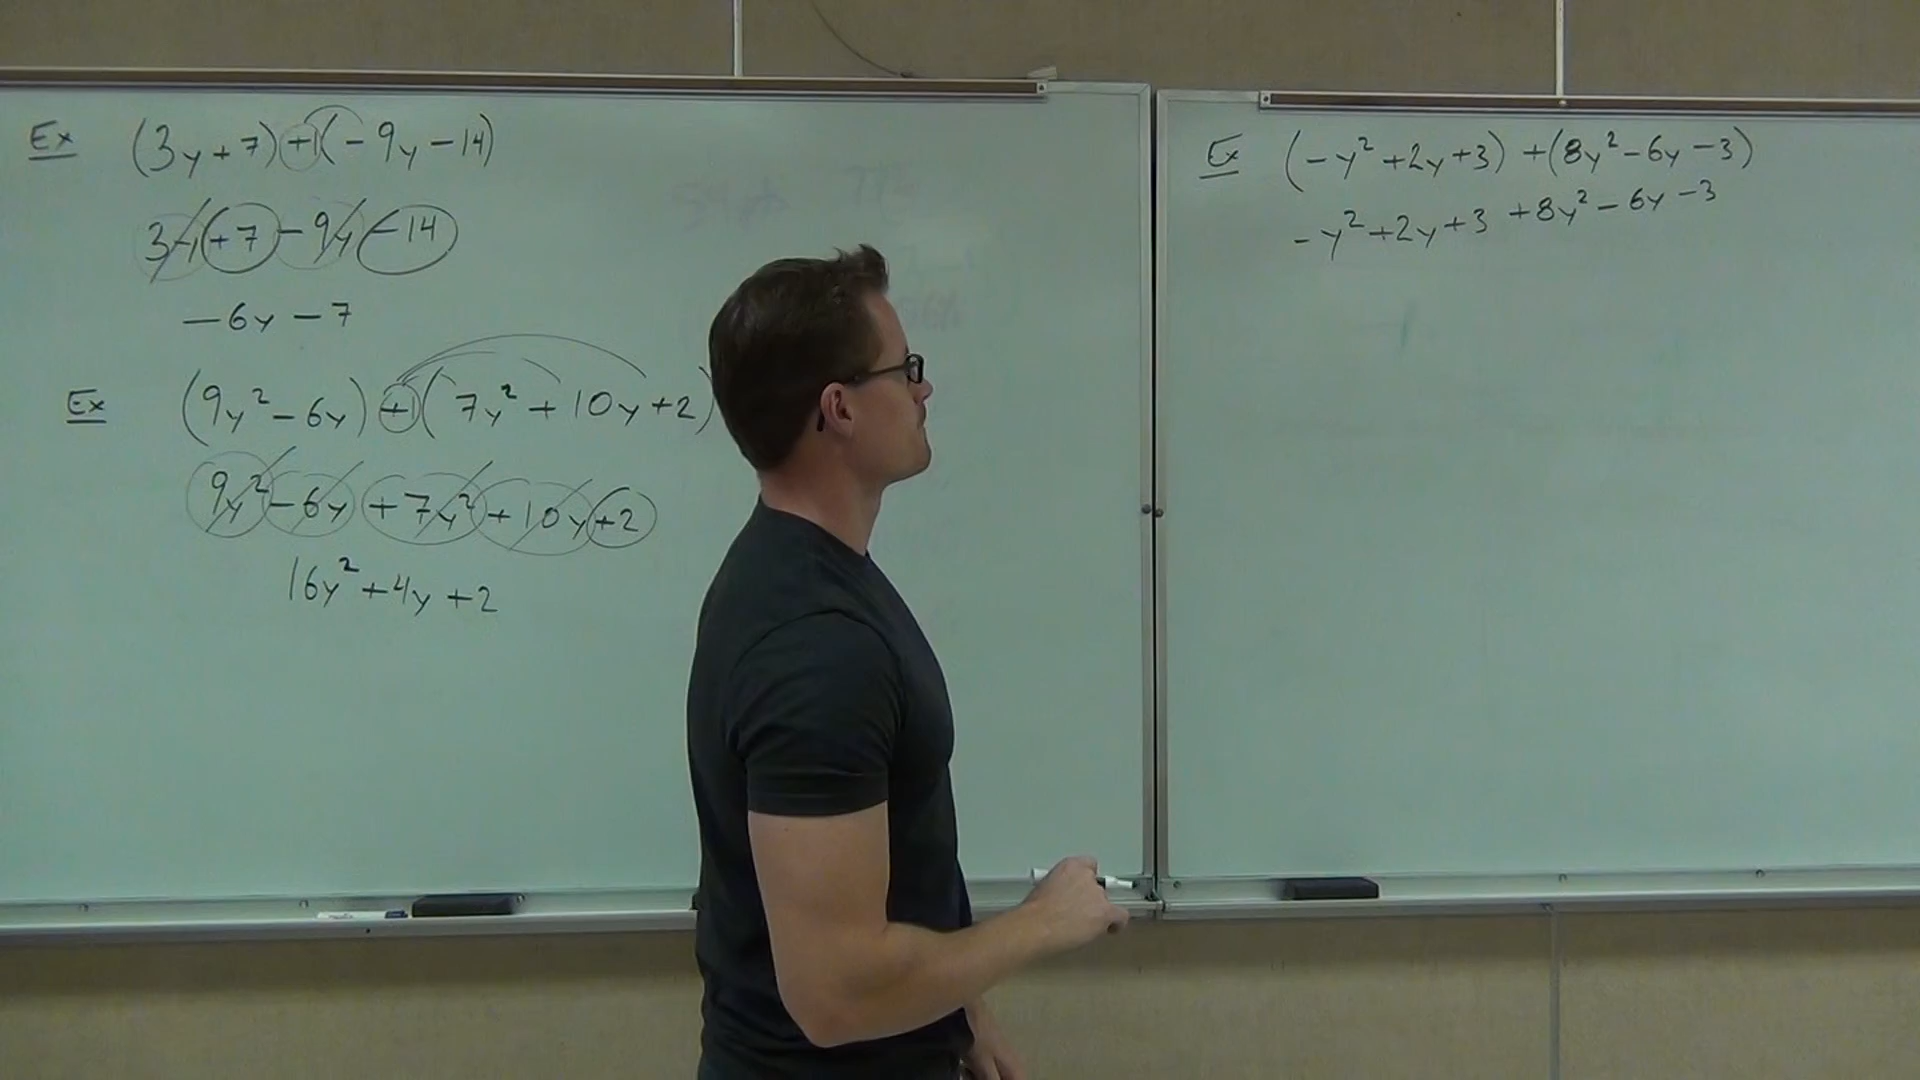 Ex (3y+7)+1(-9y-14)
3y+7-9y-14
-6y-7
Ex (9y²-6y)+1(7y²+10y+2)
9y²-6y+7y²+10y+2
16y²+4y+2
Ex (-y²+2y+3)+(8y²-6y-3)
-y²+2y+3+8y²-6y-3